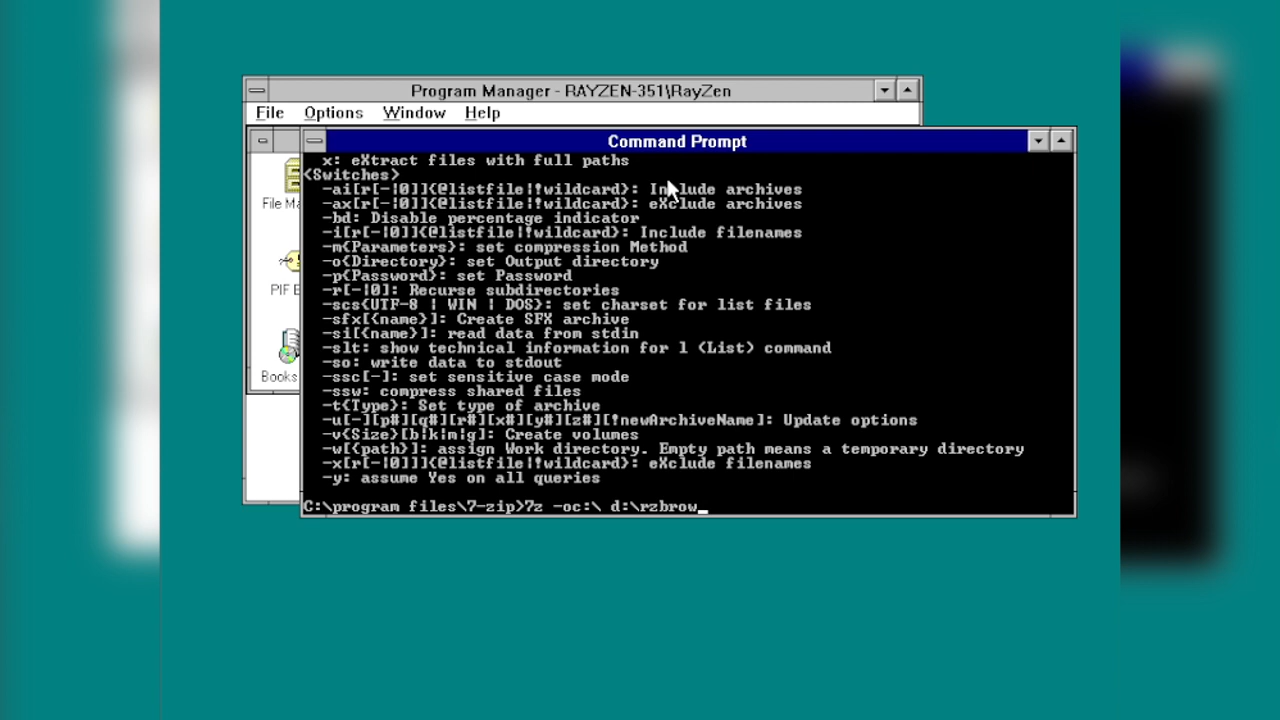 Program Manager - RAYZEN-351\RayZen
File Options Window Help
Command Prompt
File Ma
PIF E
Books
x: eXtract files with full paths
<Switches>
-ai[r[-|0]]{@listfile|!wildcard}: Include archives
-ax[r[-|0]]{@listfile|!wildcard}: eXclude archives
-bd: Disable percentage indicator
-i[r[-|0]]{@listfile|!wildcard}: Include filenames
-m{Parameters}: set compression Method
-o{Directory}: set Output directory
-p{Password}: set Password
-r[-|0]: Recurse subdirectories
-scs{UTF-8 | WIN | DOS}: set charset for list files
-sfx[{name}]: Create SFX archive
-si[{name}]: read data from stdin
-slt: show technical information for l (List) command
-so: write data to stdout
-ssc[-]: set sensitive case mode
-ssw: compress shared files
-t{Type}: Set type of archive
-u[-][p#][q#][r#][x#][y#][z#][!newArchiveName]: Update options
-v{Size}[b|k|m|g]: Create volumes
-w[{path}]: assign Work directory. Empty path means a temporary directory
-x[r[-|0]]]{@listfile|!wildcard}: eXclude filenames
-y: assume Yes on all queries
C:\program files\7-zip>7z -oc:\ d:\rzbrow_